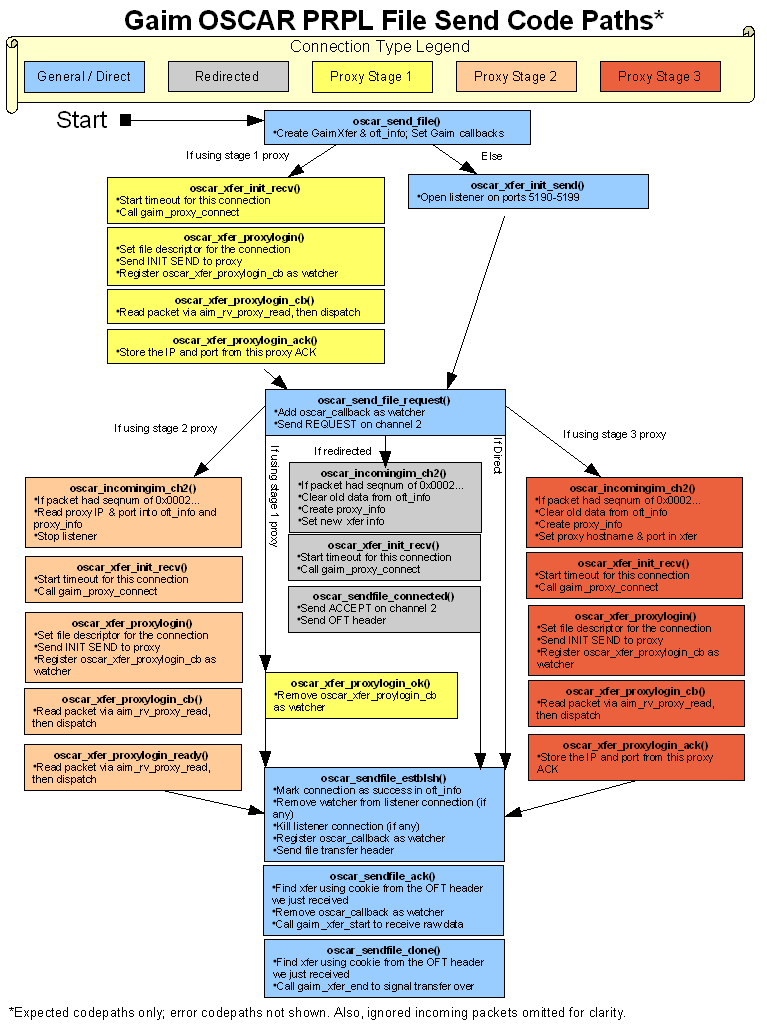 Gaim OSCAR PRPL File Send Code Paths*
Connection Type Legend
General / Direct
Redirected
Proxy Stage 1
Proxy Stage 2
Proxy Stage 3
Start
oscar_send_file()
*Create GaimXfer & oft_info; Set Gaim callbacks
If using stage 1 proxy
Else
oscar_xfer_init_recv()
*Start timeout for this connection
*Call gaim_proxy_connect
oscar_xfer_init_send()
*Open listener on ports 5190-5199
oscar_xfer_proxylogin()
*Set file descriptor for the connection
*Send INIT SEND to proxy
*Register oscar_xfer_proxylogin_cb as watcher
oscar_xfer_proxylogin_cb()
*Read packet via aim_rv_proxy_read, then dispatch
oscar_xfer_proxylogin_ack()
*Store the IP and port from this proxy ACK
oscar_send_file_request()
*Add oscar_callback as watcher
*Send REQUEST on channel 2
If using stage 2 proxy
If using stage 1 proxy
If redirected
If Direct
If using stage 3 proxy
oscar_incomingim_ch2()
*If packet had seqnum of 0x0002...
*Read proxy IP & port into oft_info and
proxy_info
*Stop listener
oscar_xfer_init_recv()
*Start timeout for this connection
*Call gaim_proxy_connect
oscar_xfer_proxylogin()
*Set file descriptor for the connection
*Send INIT SEND to proxy
*Register oscar_xfer_proxylogin_cb as
watcher
oscar_xfer_proxylogin_cb()
*Read packet via aim_rv_proxy_read,
then dispatch
oscar_xfer_proxylogin_ready()
*Read packet via aim_rv_proxy_read,
then dispatch
oscar_incomingim_ch2()
*If packet had seqnum of 0x0002...
*Clear old data from oft_info
*Create proxy_info
*Set new xfer info
oscar_xfer_init_recv()
*Start timeout for this connection
*Call gaim_proxy_connect
oscar_sendfile_connected()
*Send ACCEPT on channel 2
*Send OFT header
oscar_xfer_proxylogin_ok()
*Remove oscar_xfer_proylogin_cb
as watcher
oscar_incomingim_ch2()
*If packet had seqnum of 0x0002...
*Clear old data from oft_info
*Create proxy_info
*Set proxy hostname & port in xfer
oscar_xfer_init_recv()
*Start timeout for this connection
*Call gaim_proxy_connect
oscar_xfer_proxylogin()
*Set file descriptor for the connection
*Send INIT SEND to proxy
*Register oscar_xfer_proxylogin_cb as
watcher
oscar_xfer_proxylogin_cb()
*Read packet via aim_rv_proxy_read,
then dispatch
oscar_xfer_proxylogin_ack()
*Store the IP and port from this proxy
ACK
oscar_sendfile_estblsh()
*Mark connection as success in oft_info
*Remove watcher from listener connection (if
any)
*Kill listener connection (if any)
*Register oscar_callback as watcher
*Send file transfer header
oscar_sendfile_ack()
*Find xfer using cookie from the OFT header
we just received
*Remove oscar_callback as watcher
*Call gaim_xfer_start to receive raw data
oscar_sendfile_done()
*Find xfer using cookie from the OFT header
we just received
*Call gaim_xfer_end to signal transfer over
*Expected codepaths only; error codepaths not shown. Also, ignored incoming packets omitted for clarity.